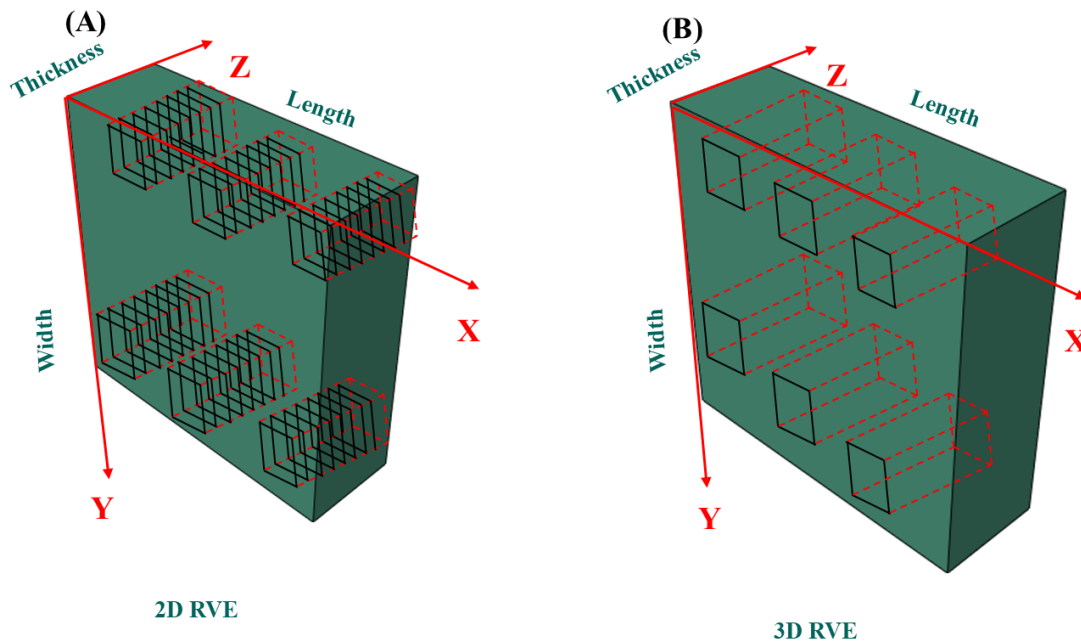 (A)
Thickness
Z
Length
Width
X
Y
2D RVE
(B)
Thickness
Z
Length
Width
X
Y
3D RVE